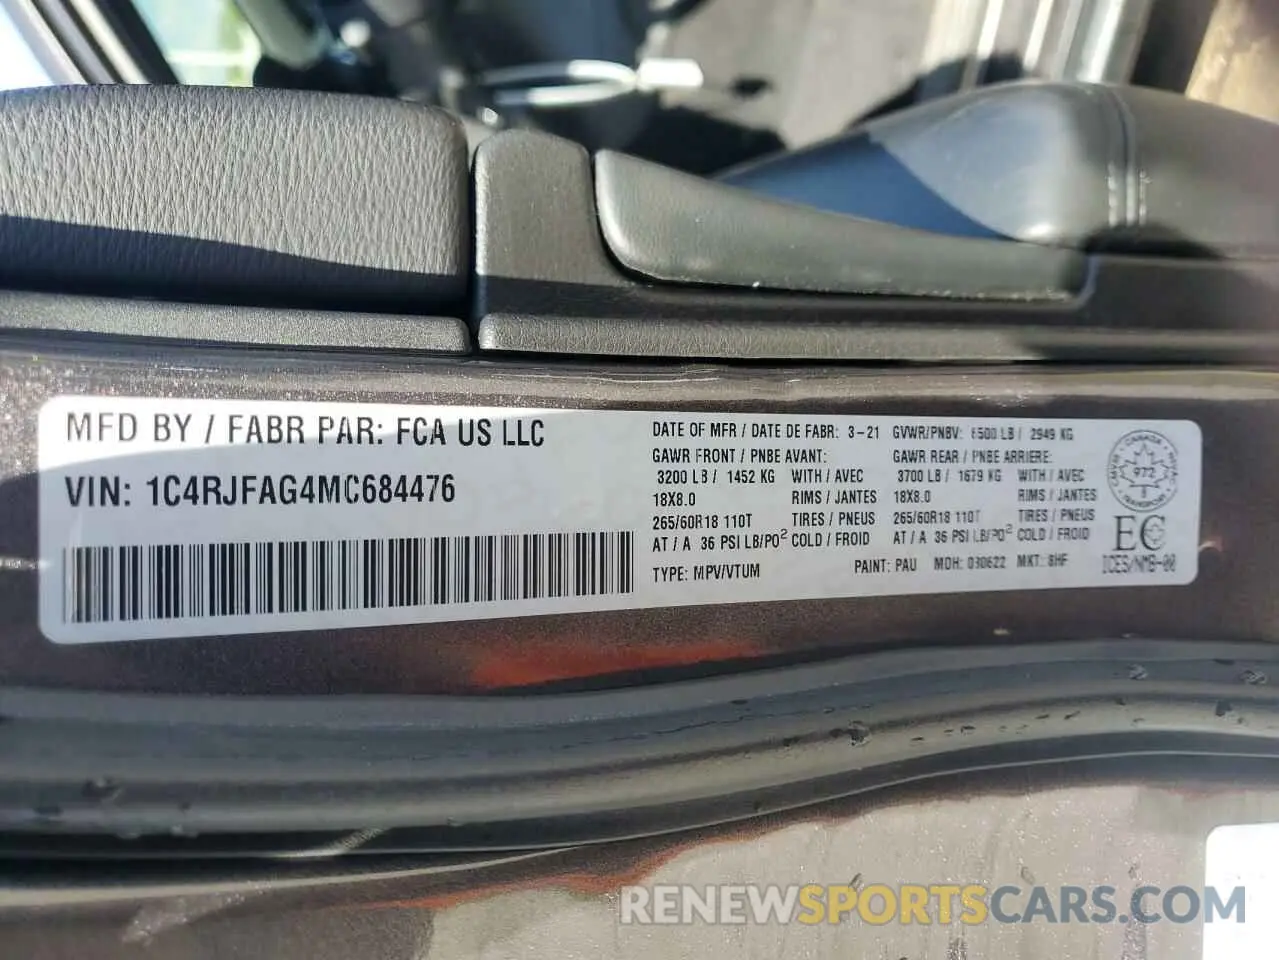 MFD BY / FABR PAR: FCA US LLC
VIN: 1C4RJFAG4MC684476
DATE OF MFR / DATE DE FABR: 3-21
GAWR FRONT / PNBE AVANT:
3200 LB / 1452 KG WITH / AVEC
18X8.0 RIMS / JANTES
265/60R18 110T TIRES / PNEUS
AT / A 36 PSI LB/PO² COLD / FROID
TYPE: MPV/VTUM
GVWR/PNBV: 6500 LB / 2949 KG
GAWR REAR / PNBE ARRIERE:
3700 LB / 1679 KG WITH / AVEC
18X8.0 RIMS / JANTES
265/60R18 110T TIRES / PNEUS
AT / A 36 PSI LB/PO² COLD / FROID
PAINT: PAU MDH: 030622 MKT: 8HF
CANADA
972
TRANSPORT
EC
ICES/NMB-00
RENEWSPORTSCARS.COM